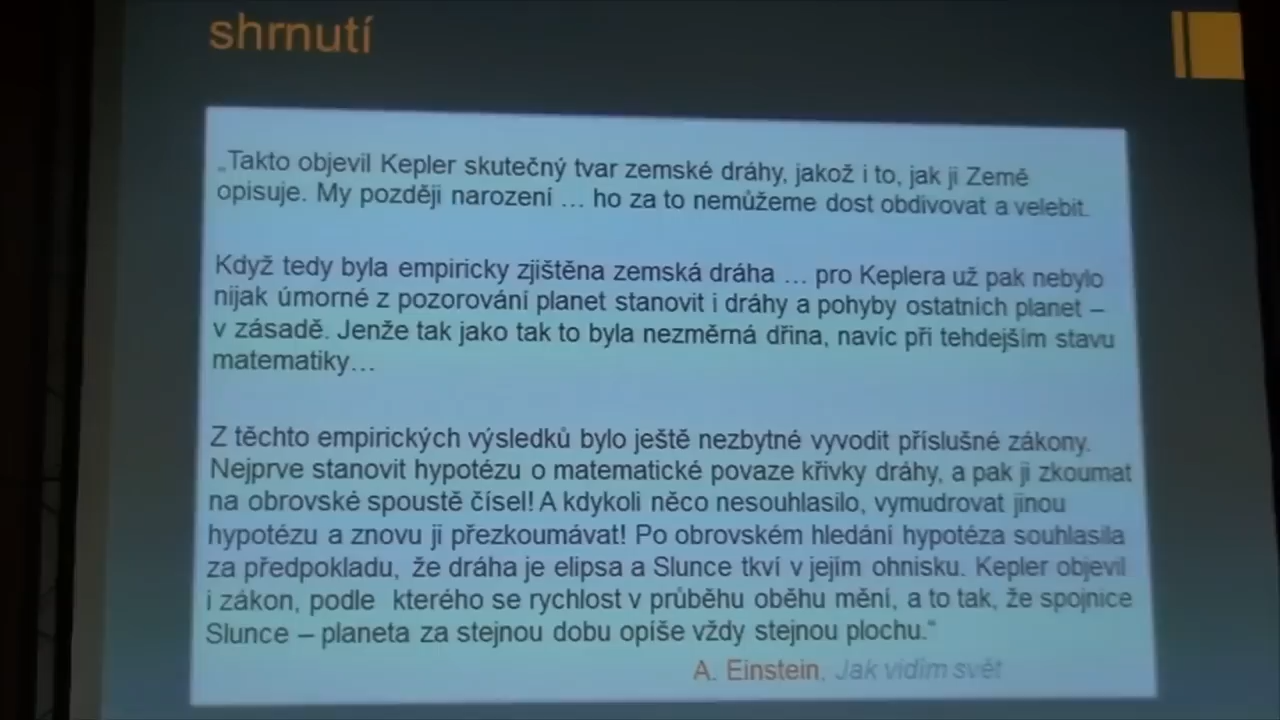 shrnutí
„Takto objevil Kepler skutečný tvar zemské dráhy, jakož i to, jak ji Země
opisuje. My později narození … ho za to nemůžeme dost obdivovat a velebit.
Když tedy byla empiricky zjištěna zemská dráha … pro Keplera už pak nebylo
nijak úmorné z pozorování planet stanovit i dráhy a pohyby ostatních planet –
v zásadě. Jenže tak jako tak to byla nezměrná dřina, navíc při tehdejším stavu
matematiky…
Z těchto empirických výsledků bylo ještě nezbytné vyvodit příslušné zákony.
Nejprve stanovit hypotézu o matematické povaze křivky dráhy, a pak ji zkoumat
na obrovské spoustě čísel! A kdykoli něco nesouhlasilo, vymudrovat jinou
hypotézu a znovu ji přezkoumávat! Po obrovském hledání hypotéza souhlasila
za předpokladu, že dráha je elipsa a Slunce tkví v jejím ohnisku. Kepler objevil
i zákon, podle kterého se rychlost v průběhu oběhu mění, a to tak, že spojnice
Slunce – planeta za stejnou dobu opíše vždy stejnou plochu.“
A. Einstein, Jak vidím svět